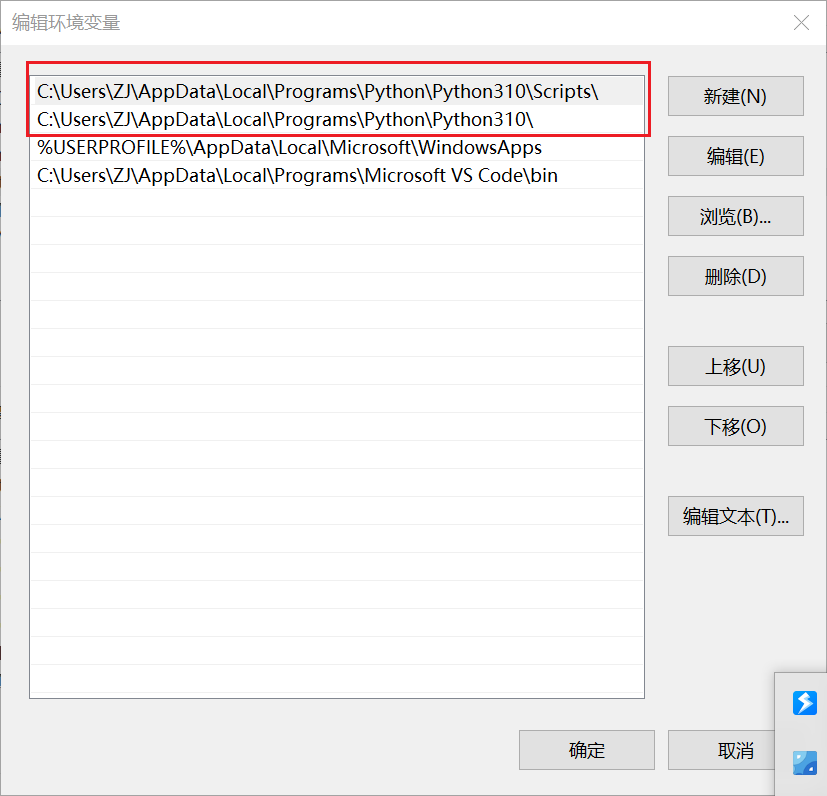 编辑环境变量
C:\Users\ZJ\AppData\Local\Programs\Python\Python310\Scripts\
C:\Users\ZJ\AppData\Local\Programs\Python\Python310\
%USERPROFILE%\AppData\Local\Microsoft\WindowsApps
C:\Users\ZJ\AppData\Local\Programs\Microsoft VS Code\bin
新建(N)
编辑(E)
浏览(B)...
删除(D)
上移(U)
下移(O)
编辑文本(T)...
确定
取消